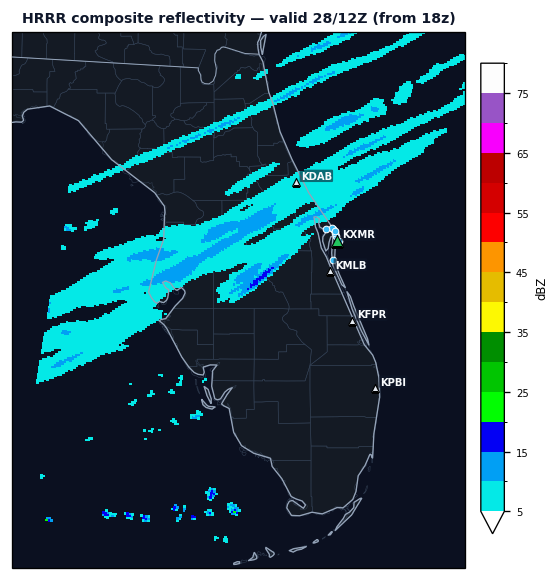 HRRR composite reflectivity — valid 28/12Z (from 18z)
KDAB
KXMR
KMLB
KFPR
KPBI
75
65
55
45
35
25
15
5
dBZ